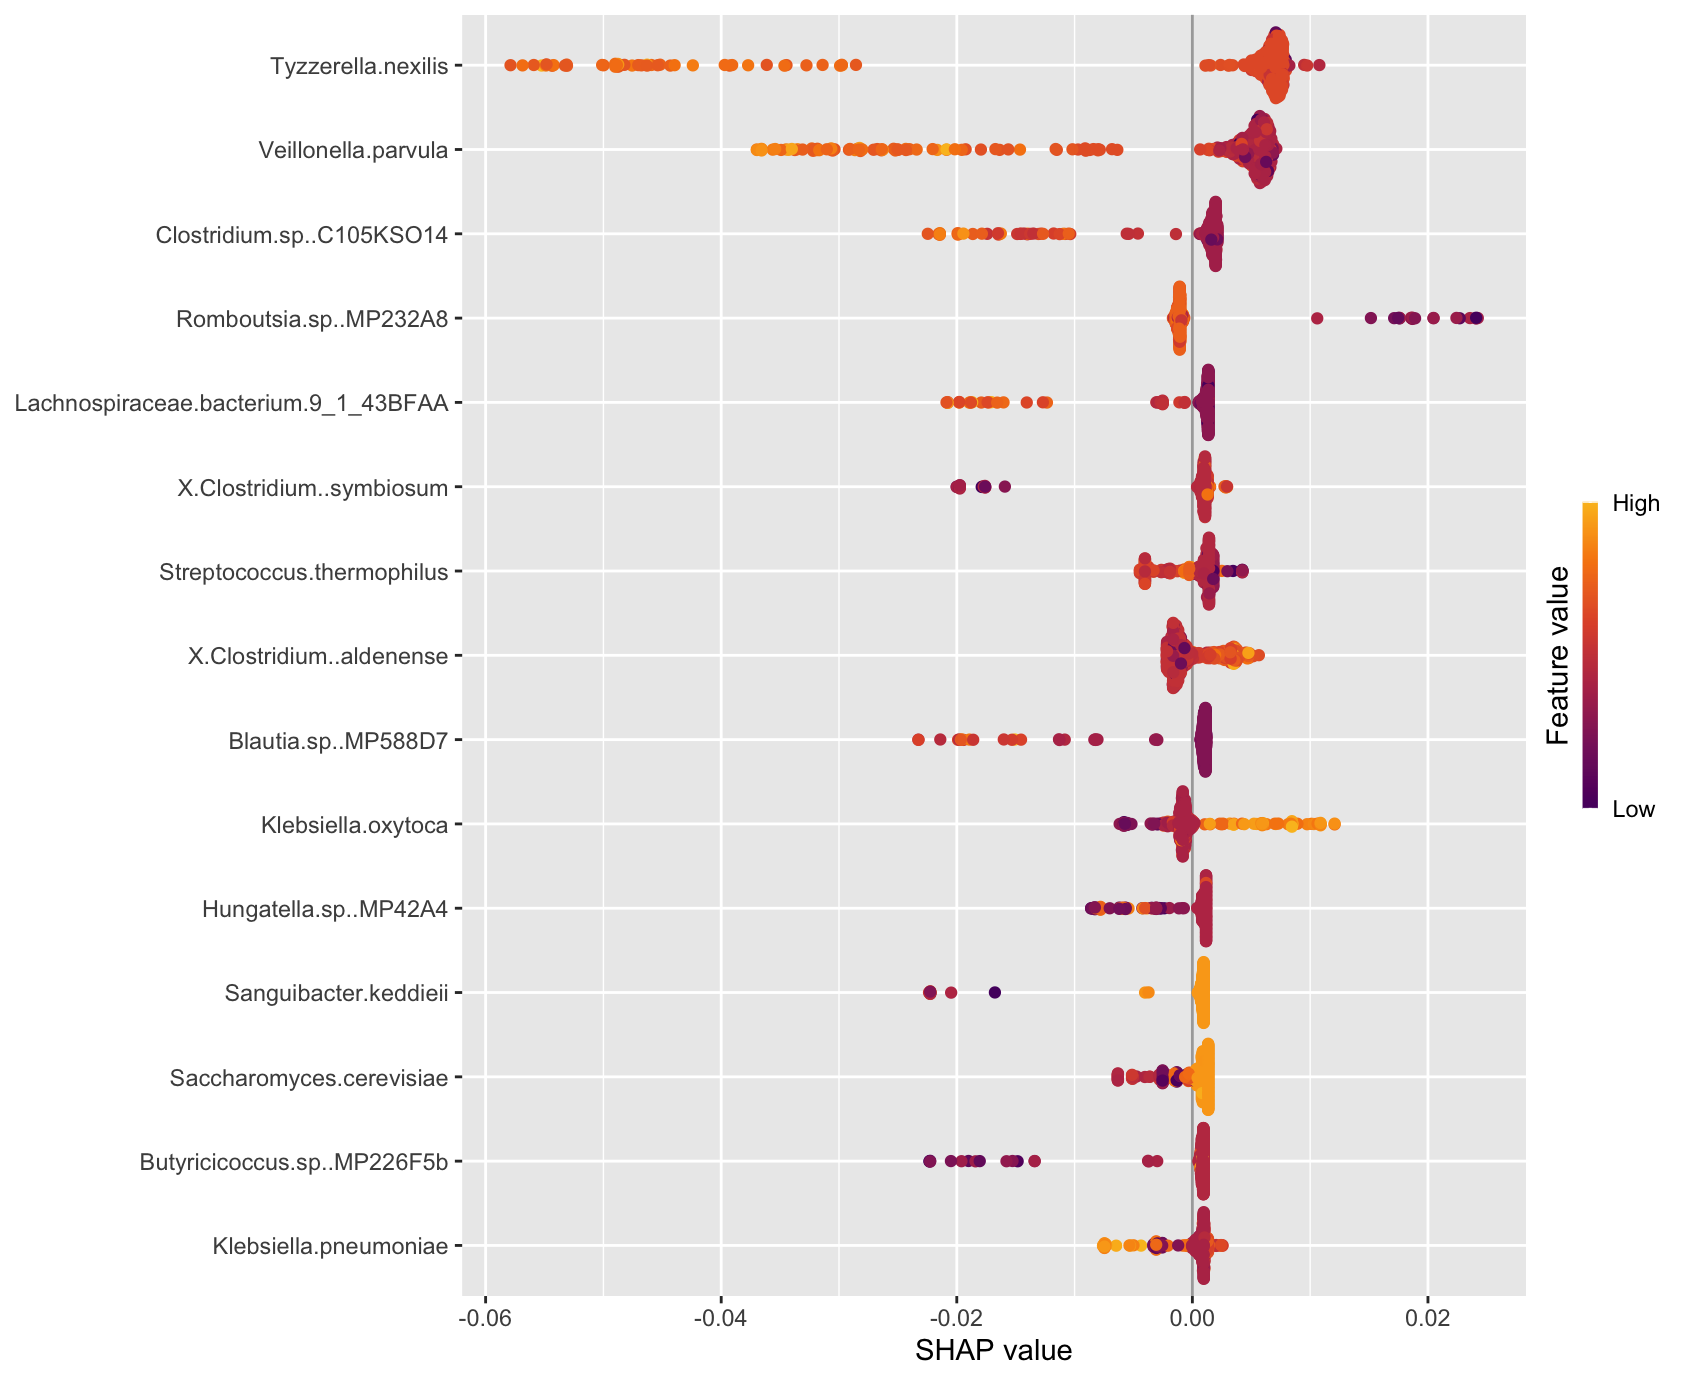 Tyzzerella.nexilis
Veillonella.parvula
Clostridium.sp..C105KSO14
Romboutsia.sp..MP232A8
Lachnospiraceae.bacterium.9_1_43BFAA
X.Clostridium..symbiosum
Streptococcus.thermophilus
X.Clostridium..aldenense
Blautia.sp..MP588D7
Klebsiella.oxytoca
Hungatella.sp..MP42A4
Sanguibacter.keddieii
Saccharomyces.cerevisiae
Butyricicoccus.sp..MP226F5b
Klebsiella.pneumoniae
-0.06 -0.04 -0.02 0.00 0.02
SHAP value
High
Feature value
Low